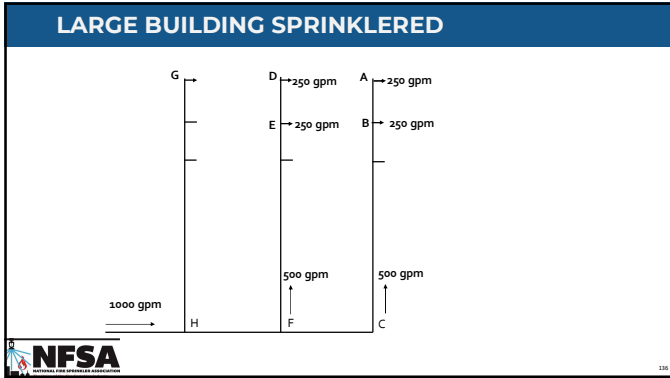 LARGE BUILDING SPRINKLERED
G
D
250 gpm
A
250 gpm
E
250 gpm
B
250 gpm
500 gpm
500 gpm
1000 gpm
H
F
C
NFSA
NATIONAL FIRE SPRINKLER ASSOCIATION